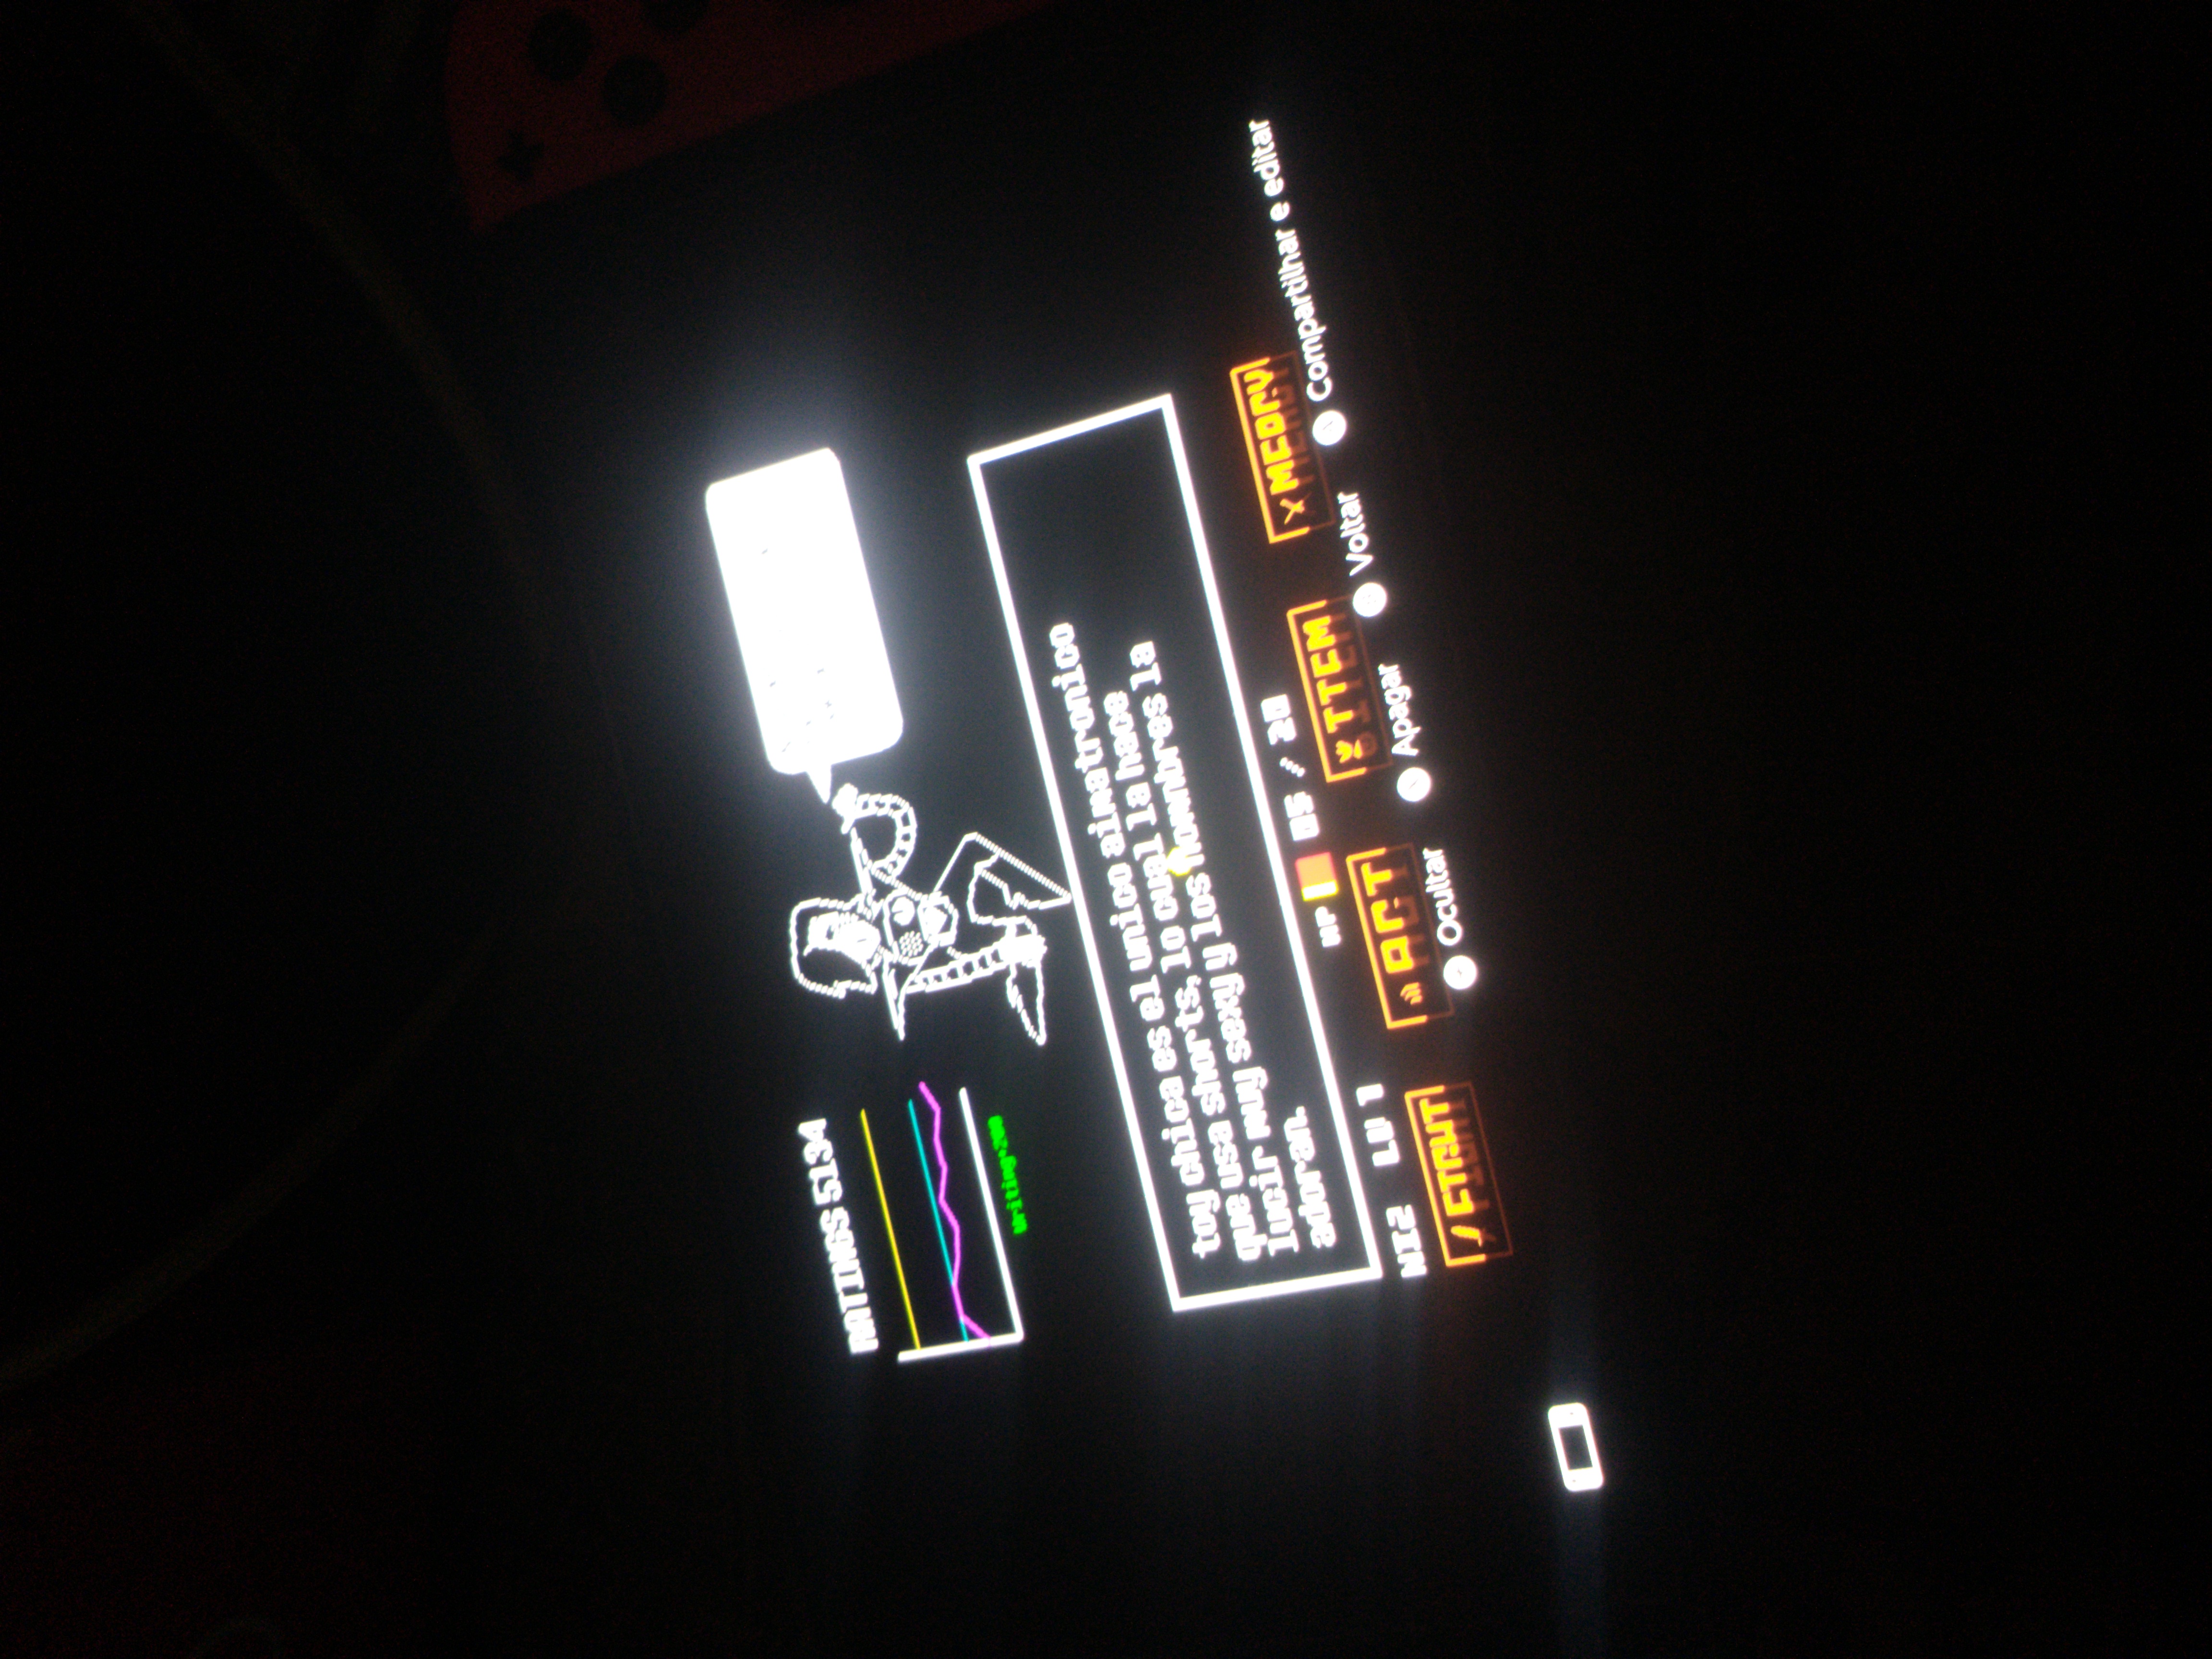 RATINGS 5134
Writing+200
toy chica es el unico aimatronico
que usa shorts, lo cual la hace
lucir muy sexy y los homnbres la
adoran.
LV 1
HP 05 / 20
FIGHT
ACT
ITEM
MERCY
Ocultar
Apagar
Voltar
Compartilhar e editar